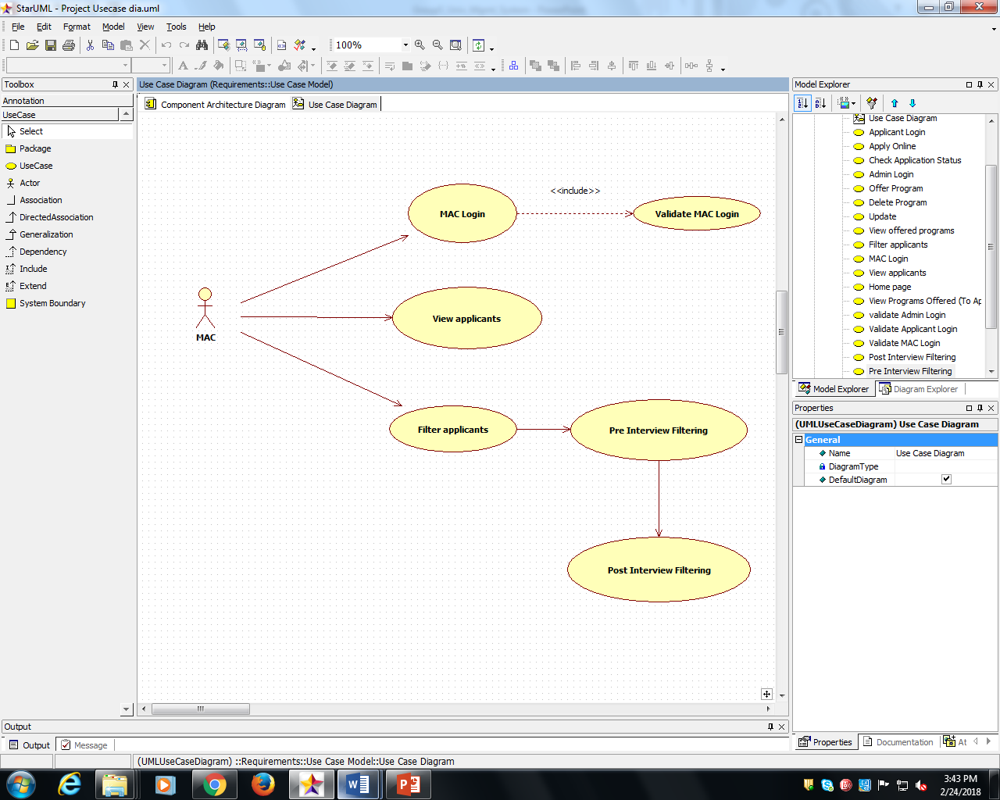 StarUML - Project Usecase dia.uml
File Edit Format Model View Tools Help
100%
Toolbox
Annotation
UseCase
Select
Package
UseCase
Actor
Association
DirectedAssociation
Generalization
Dependency
Include
Extend
System Boundary
Use Case Diagram (Requirements::Use Case Model)
Component Architecture Diagram Use Case Diagram
<<include>>
MAC Login
Validate MAC Login
View applicants
MAC
Filter applicants
Pre Interview Filtering
Post Interview Filtering
Model Explorer
Use Case Diagram
Applicant Login
Apply Online
Check Application Status
Admin Login
Offer Program
Delete Program
Update
View offered programs
Filter applicants
MAC Login
View applicants
Home page
View Programs Offered (To Ap
validate Admin Login
Validate Applicant Login
Validate MAC Login
Post Interview Filtering
Pre Interview Filtering
Model Explorer Diagram Explorer
Properties
(UMLUseCaseDiagram) Use Case Diagram
General
Name Use Case Diagram
DiagramType
DefaultDiagram
Properties Documentation At
Output
Output Message
(UMLUseCaseDiagram) ::Requirements::Use Case Model::Use Case Diagram
3:43 PM
2/24/2018